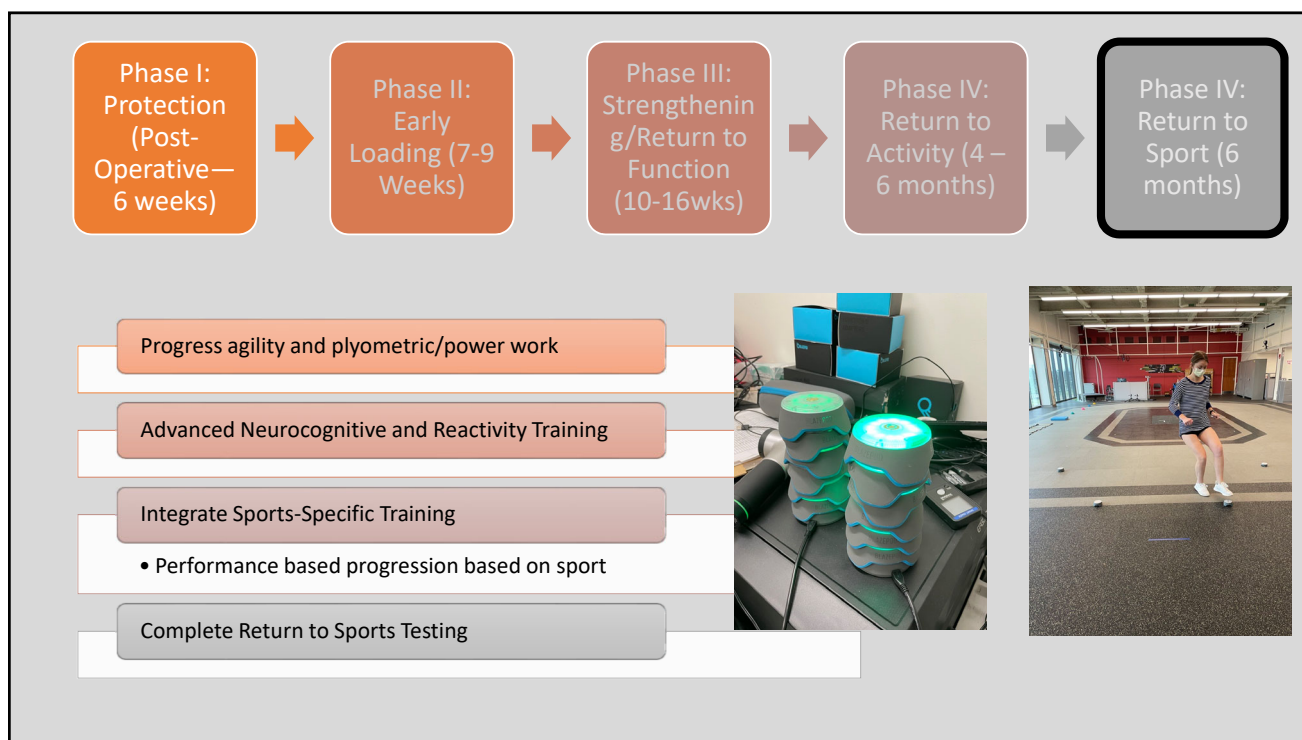 Phase I:
Protection
(Post-
Operative—
6 weeks)
Phase II:
Early
Loading (7-9
Weeks)
Phase III:
Strengthenin
g/Return to
Function
(10-16wks)
Phase IV:
Return to
Activity (4 –
6 months)
Phase IV:
Return to
Sport (6
months)
Progress agility and plyometric/power work
Advanced Neurocognitive and Reactivity Training
Integrate Sports-Specific Training
• Performance based progression based on sport
Complete Return to Sports Testing